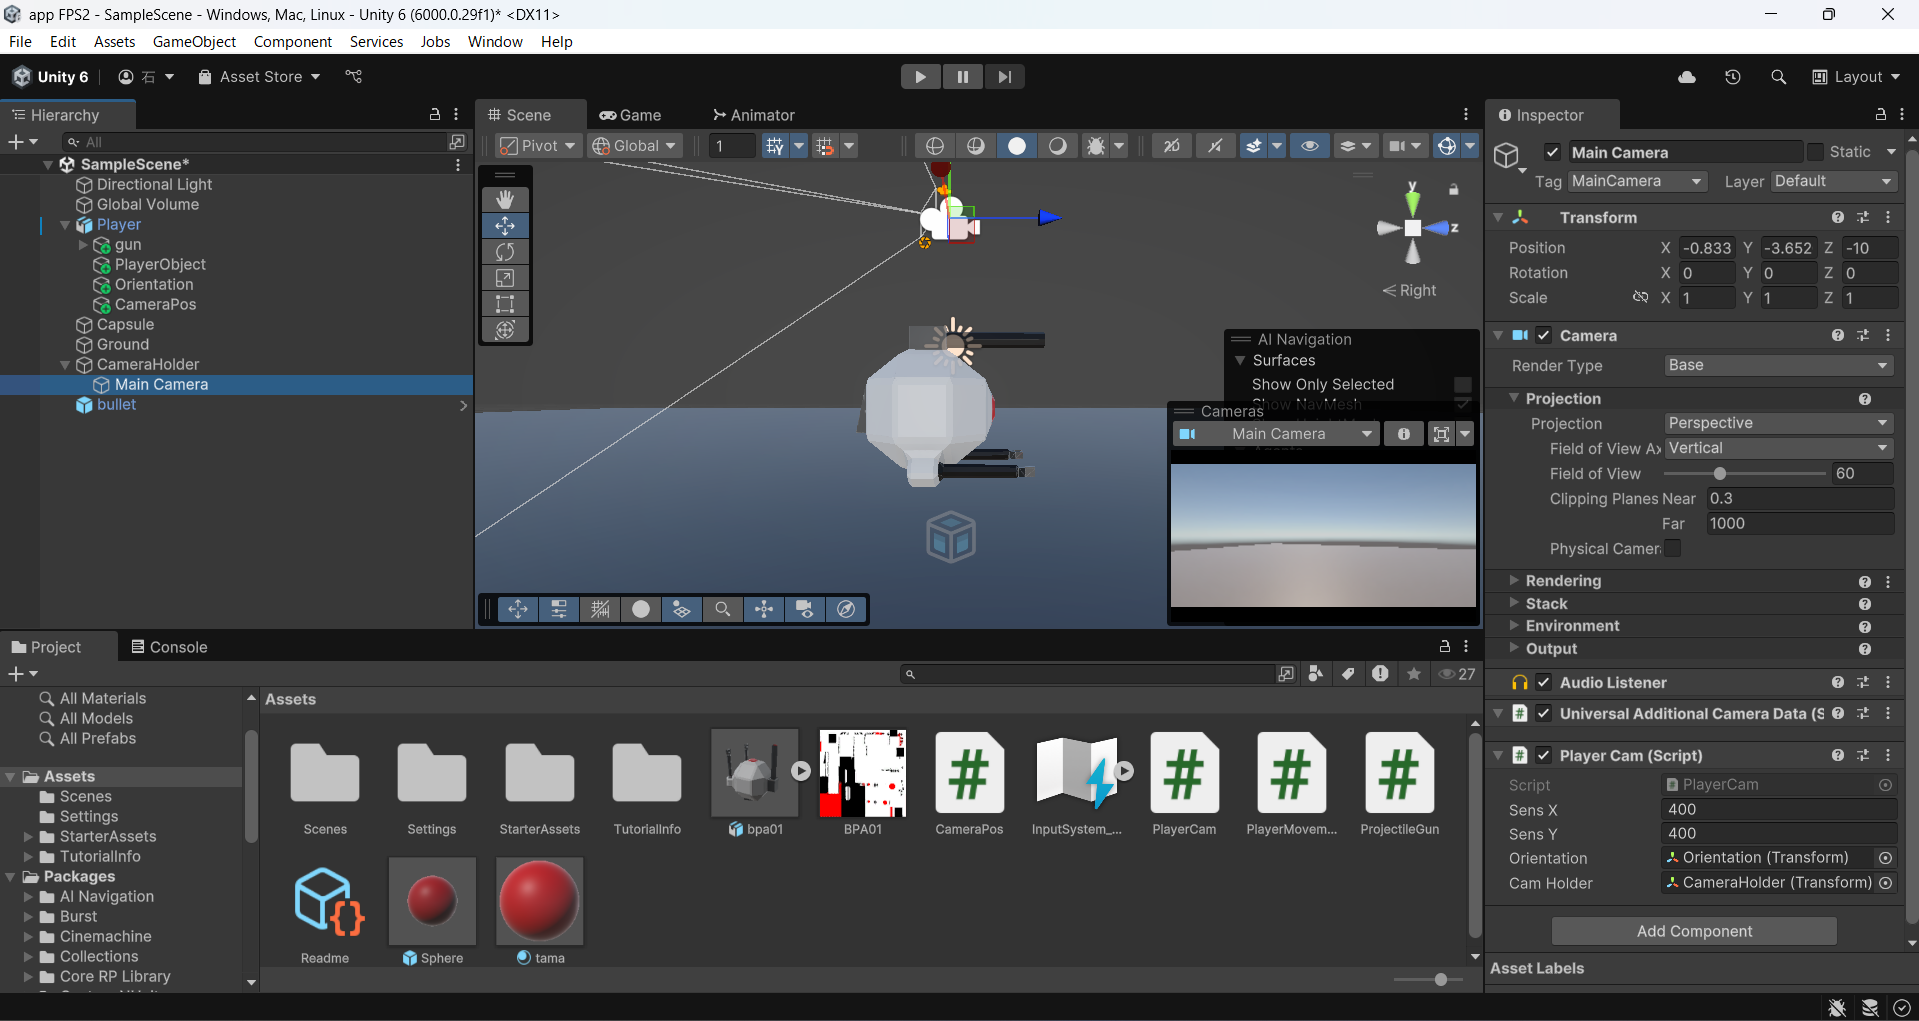 app FPS2 - SampleScene - Windows, Mac, Linux - Unity 6 (6000.0.29f1)* <DX11>
File Edit Assets GameObject Component Services Jobs Window Help
Unity 6 石 Asset Store Layout
Hierarchy
All
SampleScene*
Directional Light
Global Volume
Player
gun
PlayerObject
Orientation
CameraPos
Capsule
Ground
CameraHolder
Main Camera
bullet
Scene Game Animator
Pivot Global 1 2D
y
z
Right
AI Navigation
Surfaces
Show Only Selected
Show NavMesh
Cameras
Main Camera
Inspector
Main Camera Static
Tag MainCamera Layer Default
Transform
Position X -0.833 Y -3.652 Z -10
Rotation X 0 Y 0 Z 0
Scale X 1 Y 1 Z 1
Camera
Render Type Base
Projection
Projection Perspective
Field of View Ax Vertical
Field of View 60
Clipping Planes Near 0.3
Far 1000
Physical Camer
Rendering
Stack
Environment
Output
Audio Listener
Universal Additional Camera Data (S
Player Cam (Script)
Script PlayerCam
Sens X 400
Sens Y 400
Orientation Orientation (Transform)
Cam Holder CameraHolder (Transform)
Add Component
Asset Labels
Project Console
27
All Materials
All Models
All Prefabs
Assets
Scenes
Settings
StarterAssets
TutorialInfo
Packages
AI Navigation
Burst
Cinemachine
Collections
Core RP Library
Assets
Scenes Settings StarterAssets TutorialInfo bpa01 BPA01 CameraPos InputSystem_... PlayerCam PlayerMovem... ProjectileGun
Readme Sphere tama